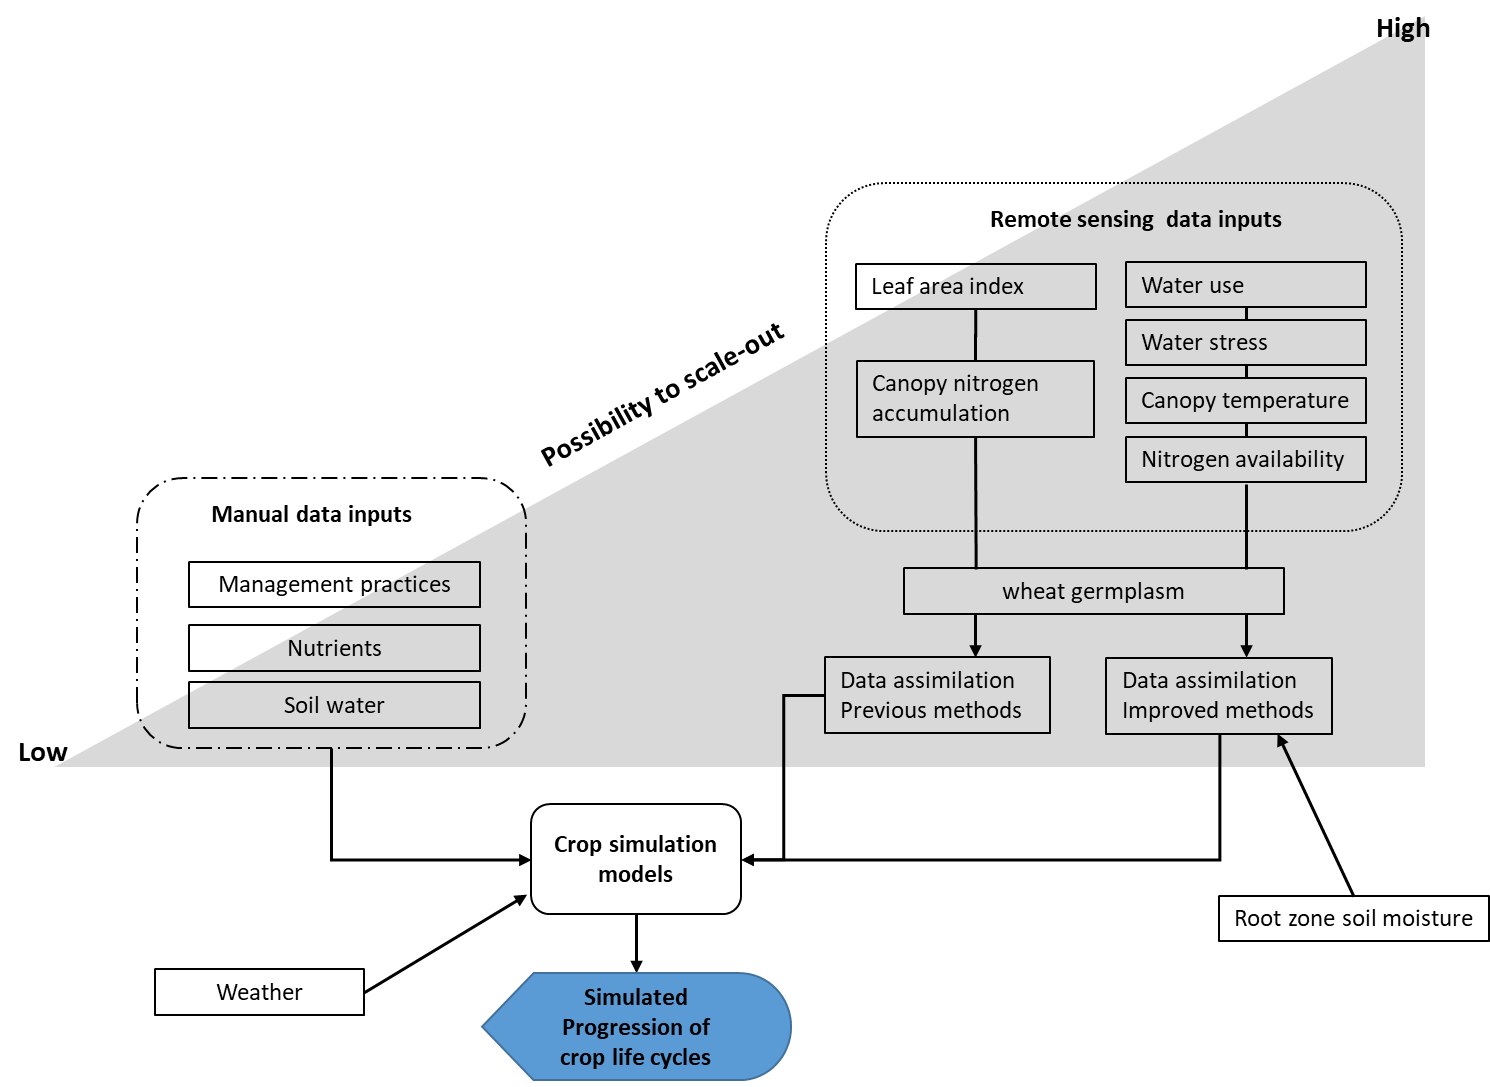 High
Remote sensing  data inputs
Leaf area index
Water use
Water stress
Canopy nitrogen
accumulation
Canopy temperature
Nitrogen availability
Possibility to scale-out
Manual data inputs
Management practices
Nutrients
Soil water
wheat germplasm
Data assimilation
Previous methods
Data assimilation
Improved methods
Low
Crop simulation
models
Root zone soil moisture
Weather
Simulated
Progression of
crop life cycles